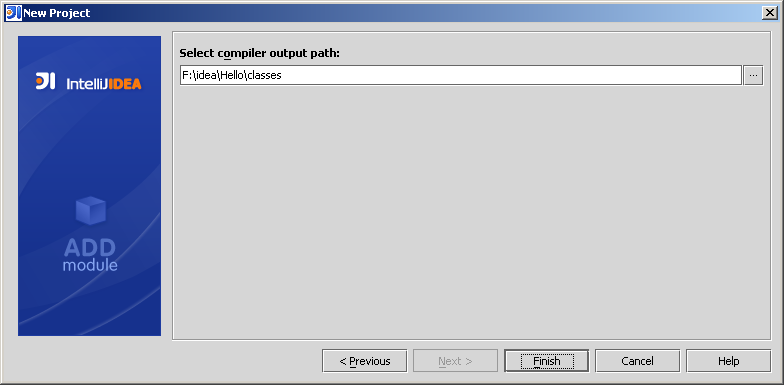 New Project
IntelliJIDEA
ADD
module
Select compiler output path:
F:\idea\Hello\classes
...
< Previous
Next >
Finish
Cancel
Help